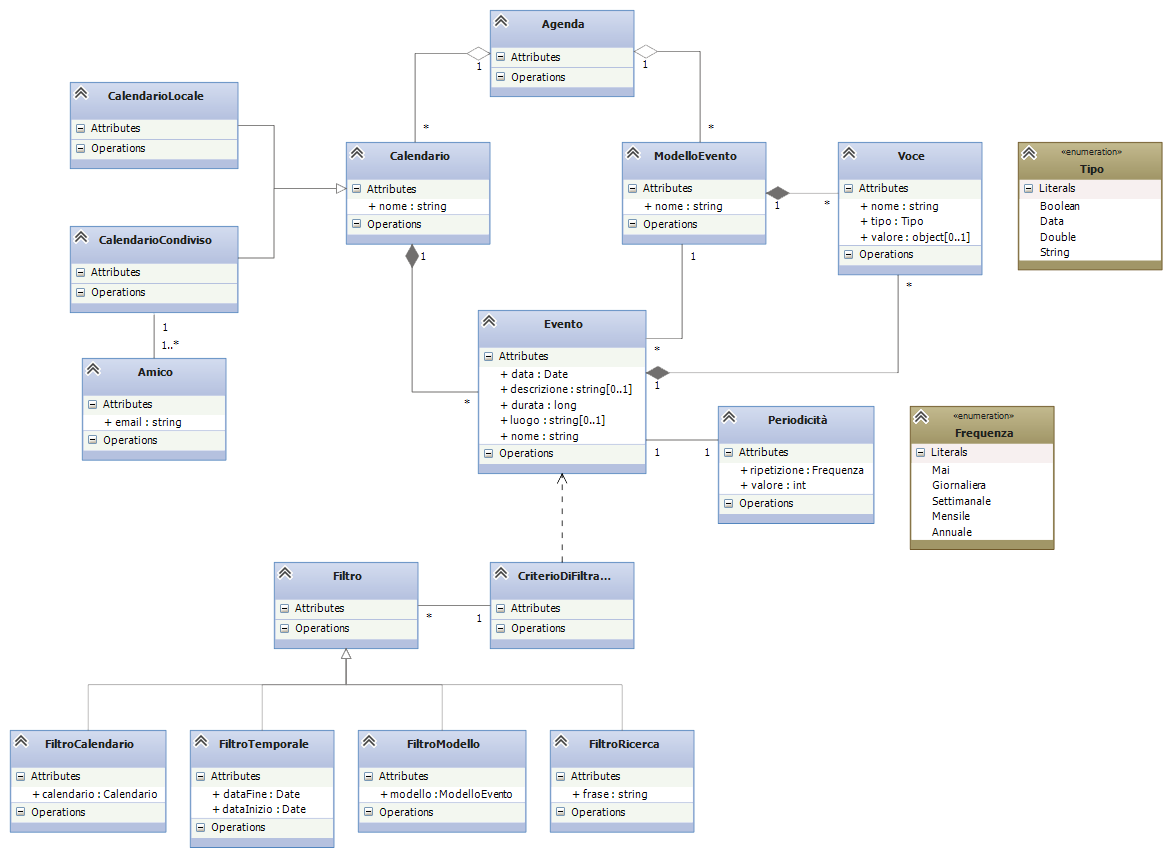 Agenda
Attributes
Operations
1
1
*
*
CalendarioLocale
Attributes
Operations
Calendario
Attributes
+ nome : string
Operations
1
ModelloEvento
Attributes
+ nome : string
Operations
1
1
*
Voce
Attributes
+ nome : string
+ tipo : Tipo
+ valore : object[0..1]
Operations
*
«enumeration»
Tipo
Literals
Boolean
Data
Double
String
CalendarioCondiviso
Attributes
Operations
1
1..*
Amico
Attributes
+ email : string
Operations
Evento
Attributes
+ data : Date
+ descrizione : string[0..1]
+ durata : long
+ luogo : string[0..1]
+ nome : string
Operations
*
*
1
1
1
Periodicità
Attributes
+ ripetizione : Frequenza
+ valore : int
Operations
«enumeration»
Frequenza
Literals
Mai
Giornaliera
Settimanale
Mensile
Annuale
Filtro
Attributes
Operations
*
1
CriterioDiFiltra...
Attributes
Operations
FiltroCalendario
Attributes
+ calendario : Calendario
Operations
FiltroTemporale
Attributes
+ dataFine : Date
+ dataInizio : Date
Operations
FiltroModello
Attributes
+ modello : ModelloEvento
Operations
FiltroRicerca
Attributes
+ frase : string
Operations